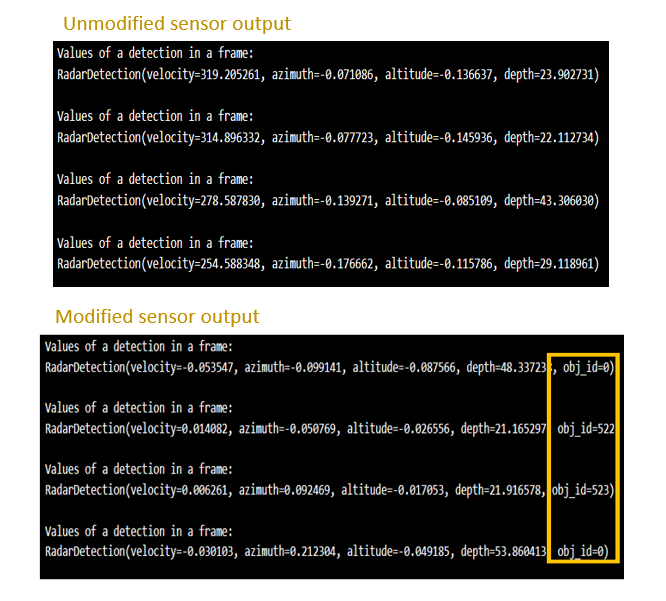 Unmodified sensor output
Values of a detection in a frame:
RadarDetection(velocity=319.205261, azimuth=-0.071086, altitude=-0.136637, depth=23.902731)
Values of a detection in a frame:
RadarDetection(velocity=314.896332, azimuth=-0.077723, altitude=-0.145936, depth=22.112734)
Values of a detection in a frame:
RadarDetection(velocity=278.587830, azimuth=-0.139271, altitude=-0.085109, depth=43.306030)
Values of a detection in a frame:
RadarDetection(velocity=254.588348, azimuth=-0.176662, altitude=-0.115786, depth=29.118961)
Modified sensor output
Values of a detection in a frame:
RadarDetection(velocity=-0.053547, azimuth=-0.099141, altitude=-0.087566, depth=48.33723, obj_id=0)
Values of a detection in a frame:
RadarDetection(velocity=0.014082, azimuth=-0.050769, altitude=-0.026556, depth=21.165297 obj_id=522
Values of a detection in a frame:
RadarDetection(velocity=0.006261, azimuth=0.092469, altitude=-0.017053, depth=21.916578, obj_id=523)
Values of a detection in a frame:
RadarDetection(velocity=-0.030103, azimuth=0.212304, altitude=-0.049185, depth=53.860413 obj_id=0)